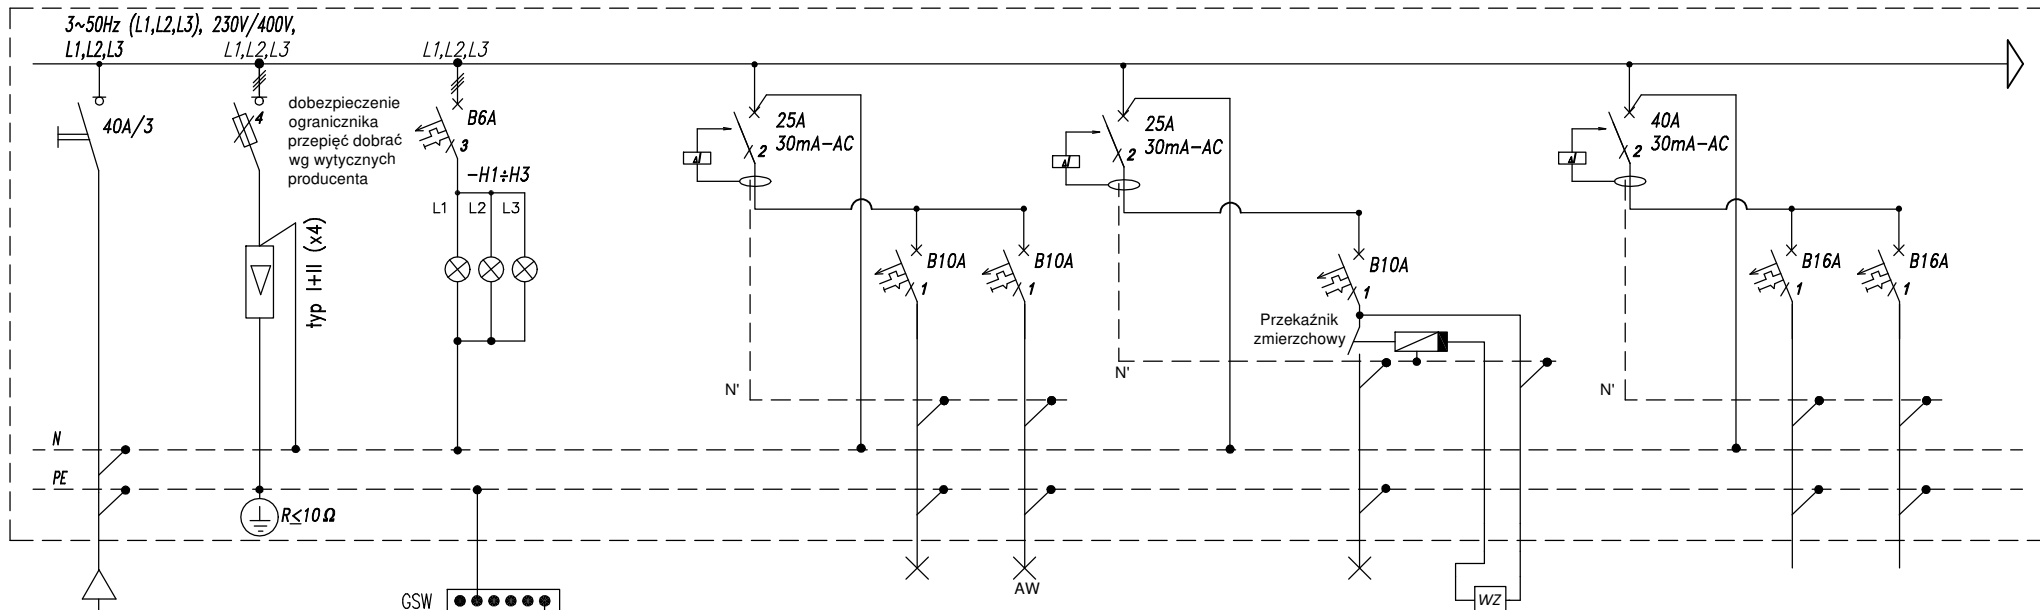 3~50Hz (L1,L2,L3), 230V/400V,
L1,L2,L3
L1,L2,L3
L1,L2,L3
40A/3
4
dobezpieczenie
ogranicznika
przepięć dobrać
wg wytycznych
producenta
B6A
3
-H1÷H3
L1 L2 L3
typ I+II (x4)
25A
30mA-AC
2
ΔI
B10A
1
B10A
1
N'
25A
30mA-AC
2
ΔI
B10A
1
Przekaźnik
zmierzchowy
N'
40A
30mA-AC
2
ΔI
B16A
1
B16A
1
N'
N
PE
R≤10Ω
GSW
AW
WZ